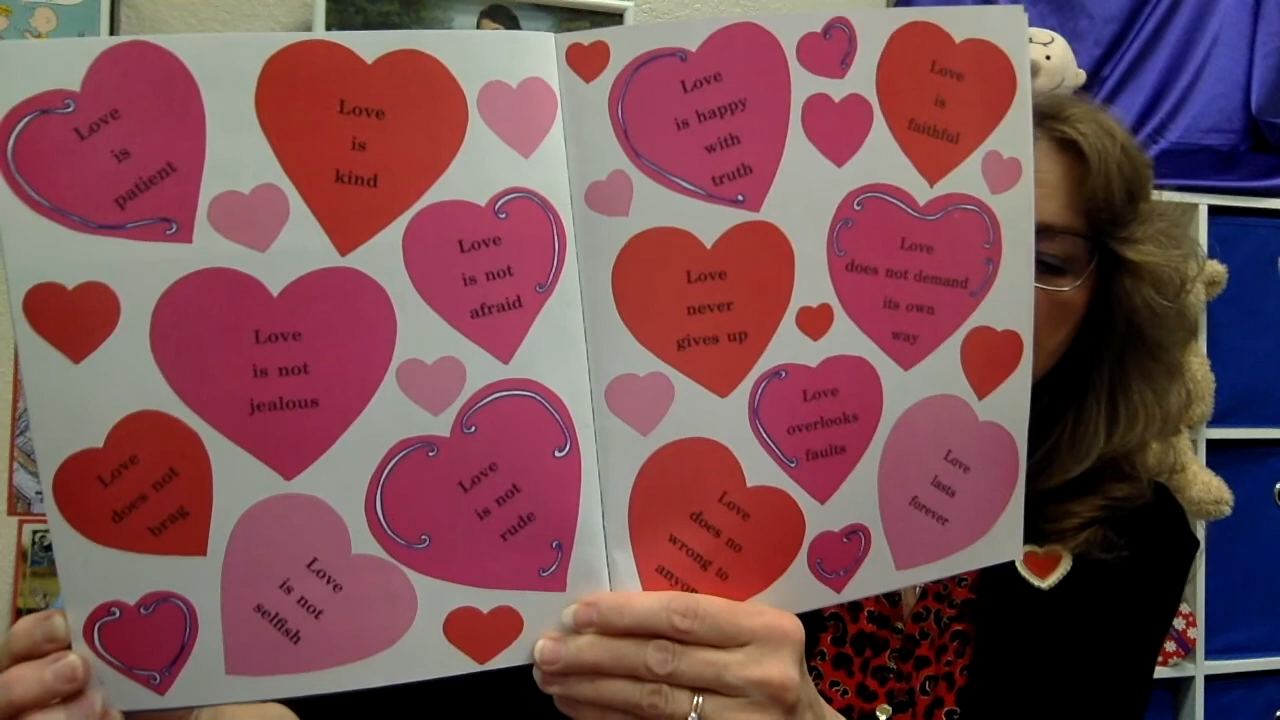 Love
is
patient
Love
is
kind
Love
is not
afraid
Love
is not
jealous
Love
does not
brag
Love
is not
rude
Love
is not
selfish
Love
is happy
with
truth
Love
is
faithful
Love
never
gives up
Love
does not demand
its own
way
Love
overlooks
faults
Love
lasts
forever
Love
does no
wrong to